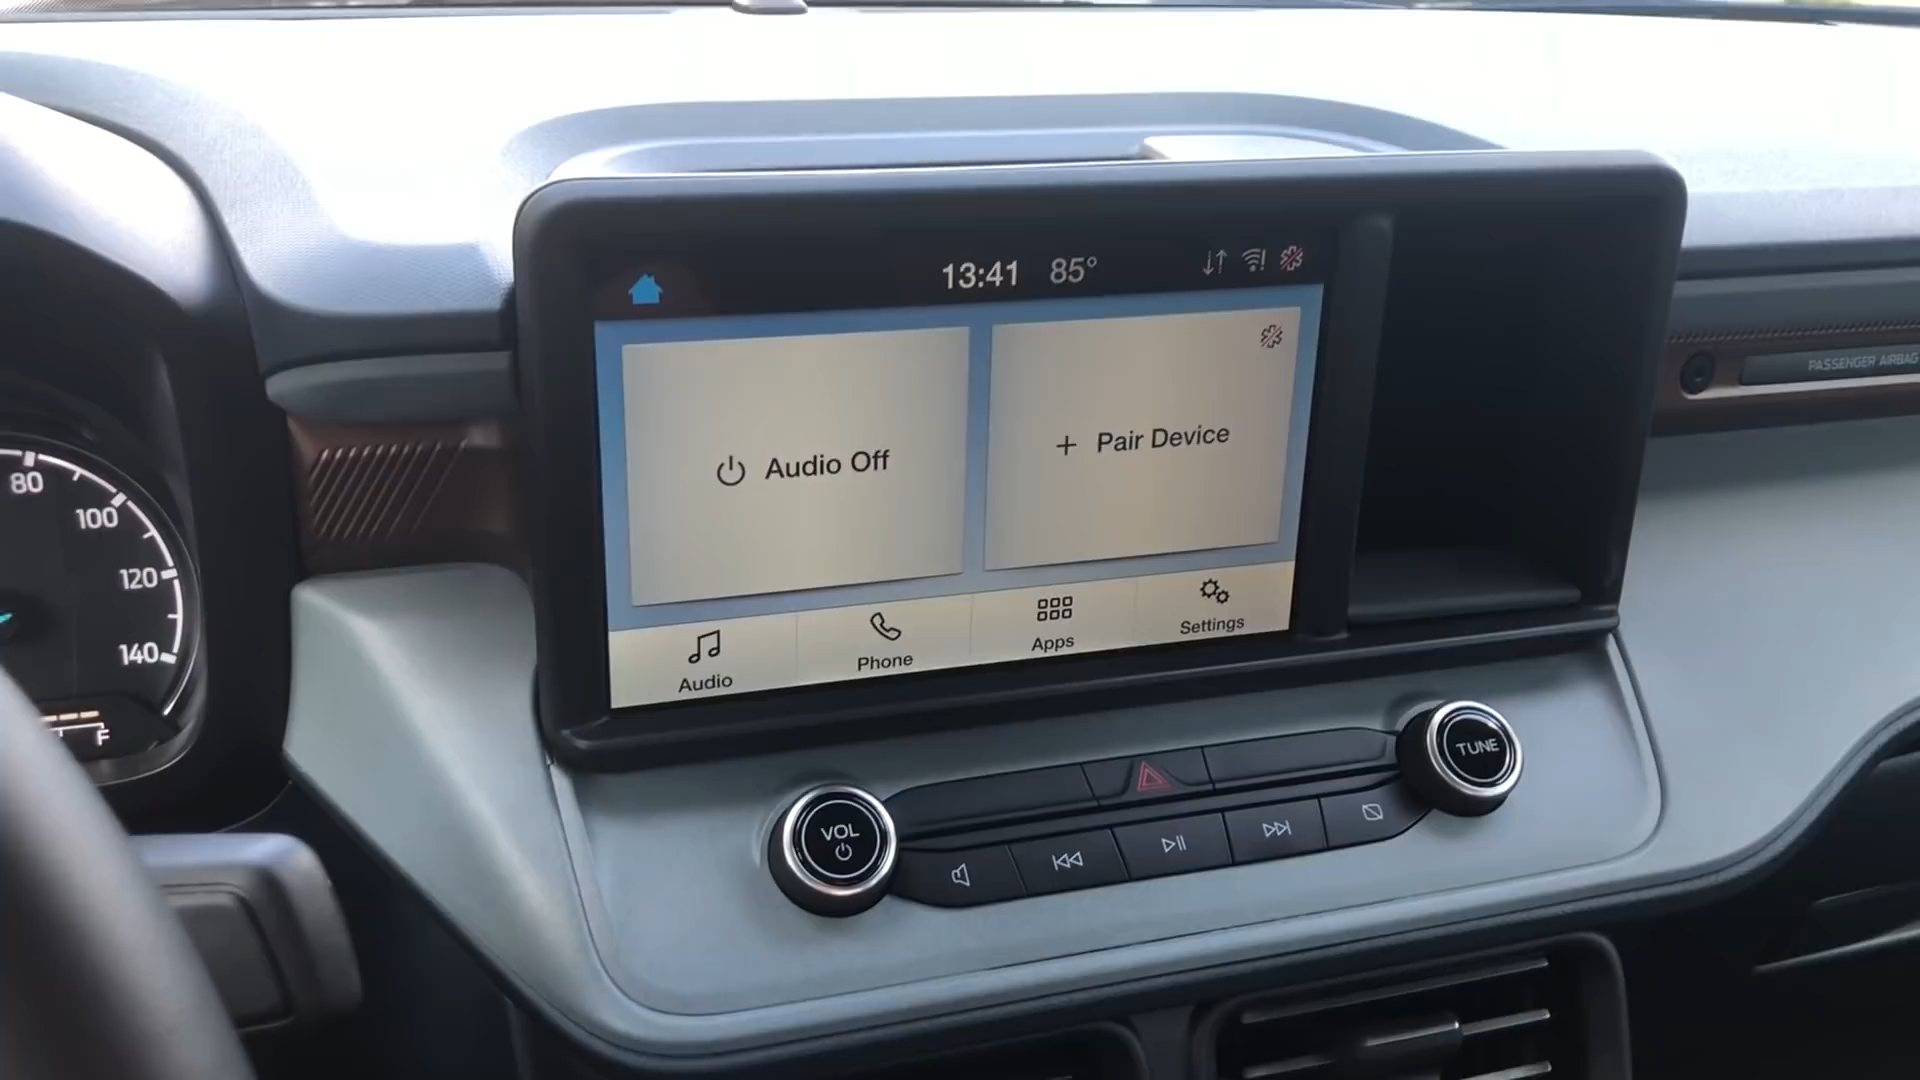 13:41 85°
Audio Off
+ Pair Device
Audio
Phone
Apps
Settings
PASSENGER AIRBAG
80
100
120
140
F
VOL
TUNE